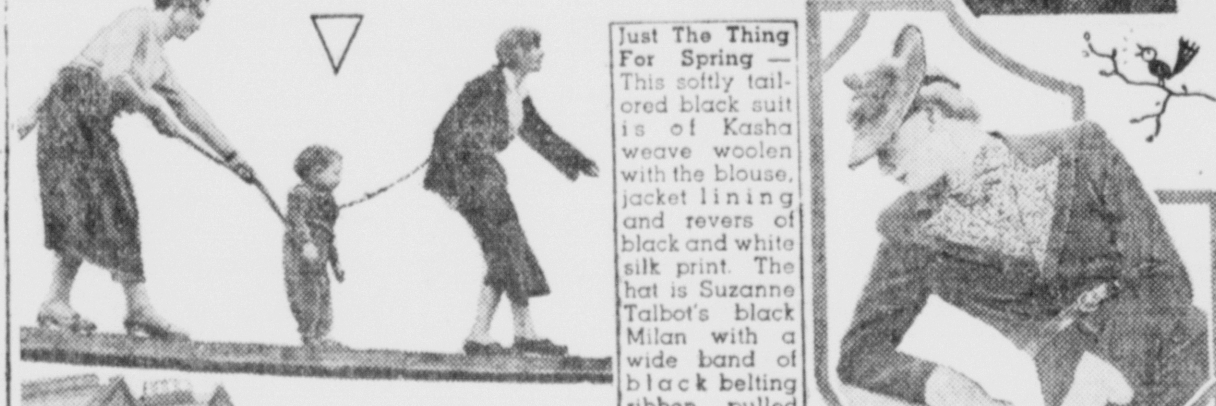 Just The Thing
For Spring —
This softly tail-
ored black suit
is of Kasha
weave woolen
with the blouse,
jacket lining
and revers of
black and white
silk print. The
hat is Suzanne
Talbot's black
Milan with a
wide band of
black belting
ribbon pulled